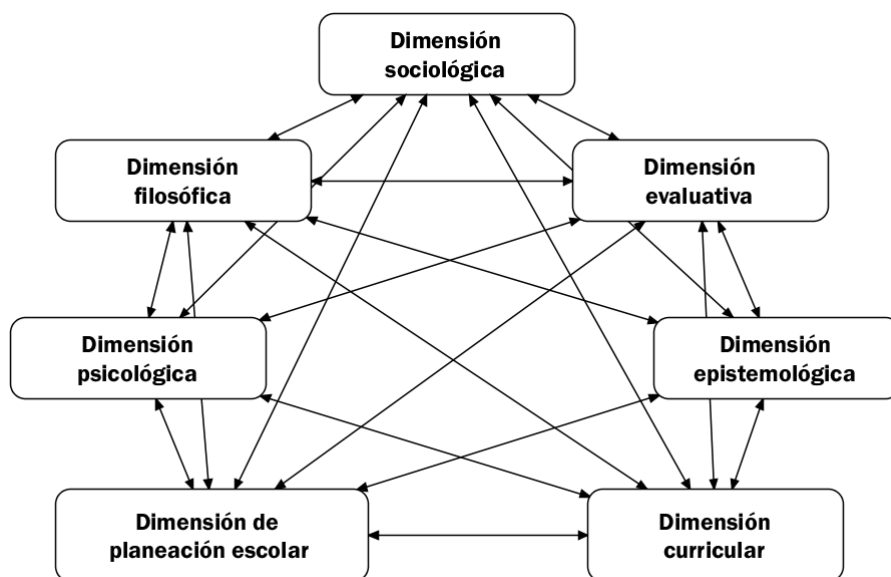 Dimensión
sociológica
Dimensión
filosófica
Dimensión
evaluativa
Dimensión
psicológica
Dimensión
epistemológica
Dimensión de
planeación escolar
Dimensión
curricular